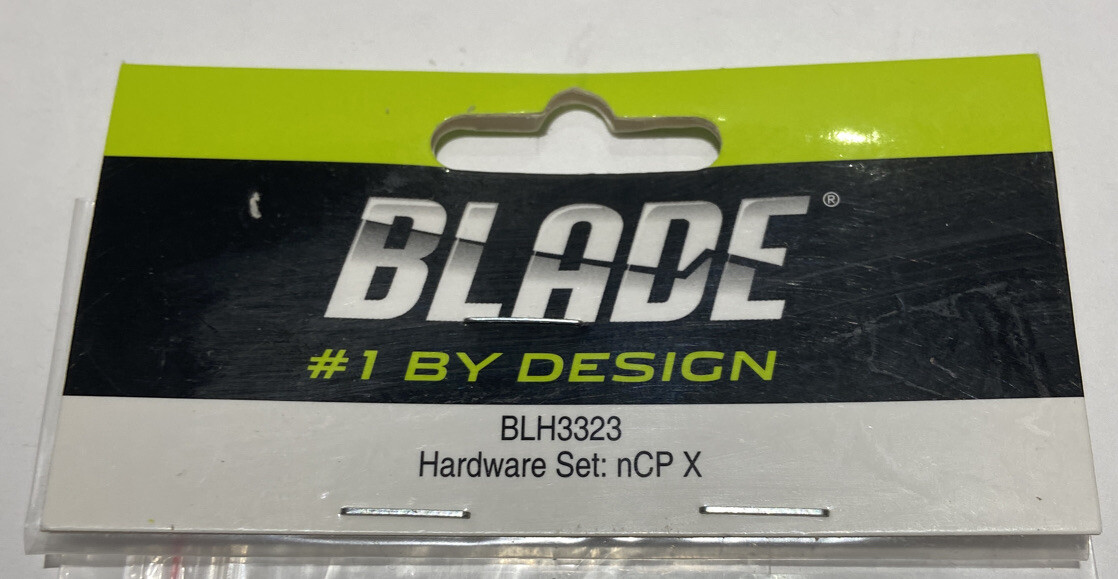 BLADE®
#1 BY DESIGN
BLH3323
Hardware Set: nCP X